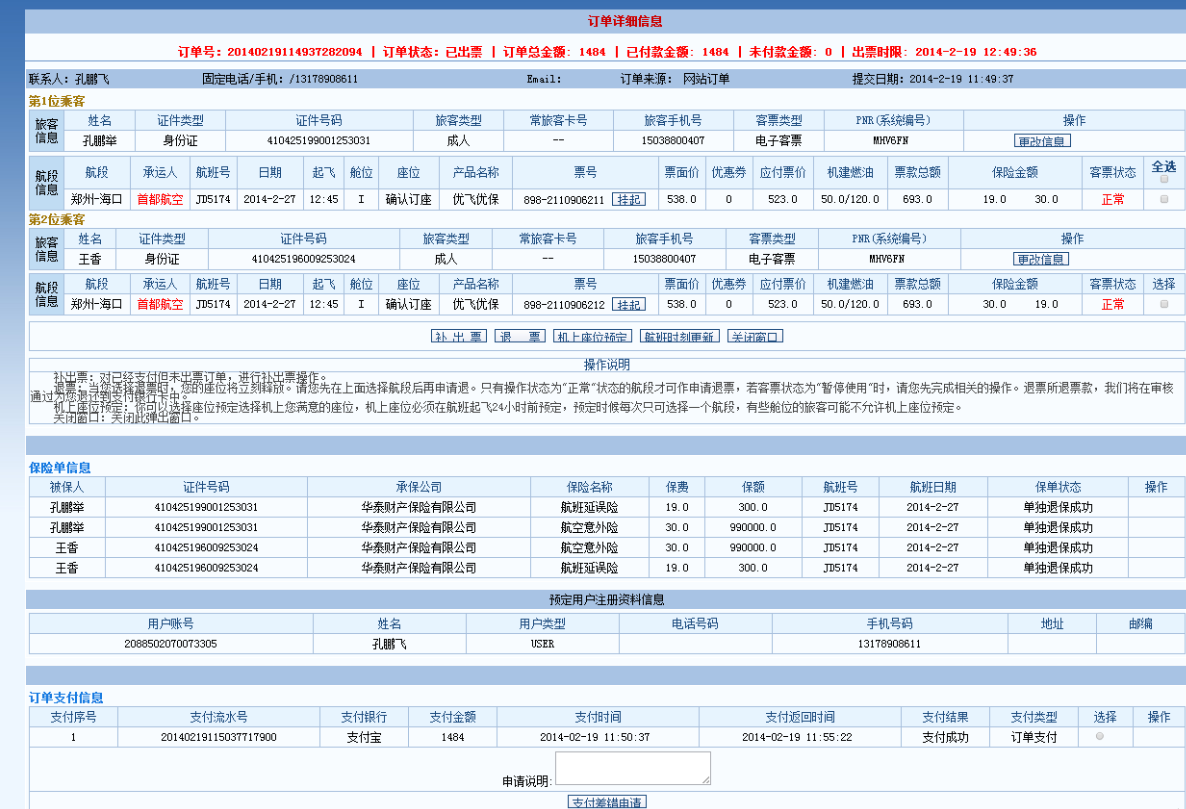 订单详细信息
订单号: 20140219114937282094 | 订单状态: 已出票 | 订单总金额: 1484 | 已付款金额: 1484 | 未付款金额: 0 | 出票时限: 2014-2-19 12:49:36
联系人: 孔鹏飞 固定电话/手机: /13178908611 Email: 订单来源: 网站订单 提交日期: 2014-2-19 11:49:37
第1位乘客
旅客信息 姓名 证件类型 证件号码 旅客类型 常旅客卡号 旅客手机号 客票类型 PNR(系统编号) 操作
孔鹏举 身份证 410425199001253031 成人 -- 15038800407 电子客票 MHV6FN 更改信息
航段信息 航段 承运人 航班号 日期 起飞 舱位 座位 产品名称 票号 票面价 优惠券 应付票价 机建燃油 票款总额 保险金额 客票状态 全选
郑州-海口 首都航空 JD5174 2014-2-27 12:45 I 确认订座 优飞优保 898-2110906211 挂起 538.0 0 523.0 50.0/120.0 693.0 19.0 30.0 正常
第2位乘客
旅客信息 姓名 证件类型 证件号码 旅客类型 常旅客卡号 旅客手机号 客票类型 PNR(系统编号) 操作
王香 身份证 410425196009253024 成人 -- 15038800407 电子客票 MHV6FN 更改信息
航段信息 航段 承运人 航班号 日期 起飞 舱位 座位 产品名称 票号 票面价 优惠券 应付票价 机建燃油 票款总额 保险金额 客票状态 选择
郑州-海口 首都航空 JD5174 2014-2-27 12:45 I 确认订座 优飞优保 898-2110906212 挂起 538.0 0 523.0 50.0/120.0 693.0 30.0 19.0 正常
补 出 票 退 票 机上座位预定 航班时刻更新 关闭窗口
操作说明
补出票: 对已经支付但未出票订单，进行补出票操作。
退票: 当您选择退票时，您的座位将立刻释放。请您先在上面选择航段后再申请退。只有操作状态为"正常"状态的航段才可作申请退票，若客票状态为"暂停使用"时，请您先完成相关的操作。退票所退票款，我们将在审核
通过为您退还到支付银行卡中。
机上座位预定: 你可以选择座位预定选择机上您满意的座位，机上座位必须在航班起飞24小时前预定，预定时候每次只可选择一个航段，有些舱位的旅客可能不允许机上座位预定。
关闭窗口: 关闭此弹出窗口。
保险单信息
被保人 证件号码 承保公司 保险名称 保费 保额 航班号 航班日期 保单状态 操作
孔鹏举 410425199001253031 华泰财产保险有限公司 航班延误险 19.0 300.0 JD5174 2014-2-27 单独退保成功
孔鹏举 410425199001253031 华泰财产保险有限公司 航空意外险 30.0 990000.0 JD5174 2014-2-27 单独退保成功
王香 410425196009253024 华泰财产保险有限公司 航空意外险 30.0 990000.0 JD5174 2014-2-27 单独退保成功
王香 410425196009253024 华泰财产保险有限公司 航班延误险 19.0 300.0 JD5174 2014-2-27 单独退保成功
预定用户注册资料信息
用户账号 姓名 用户类型 电话号码 手机号码 地址 邮编
2088502070073305 孔鹏飞 USER 13178908611
订单支付信息
支付序号 支付流水号 支付银行 支付金额 支付时间 支付返回时间 支付结果 支付类型 选择 操作
1 20140219115037717900 支付宝 1484 2014-02-19 11:50:37 2014-02-19 11:55:22 支付成功 订单支付
申请说明:
支付差错申请